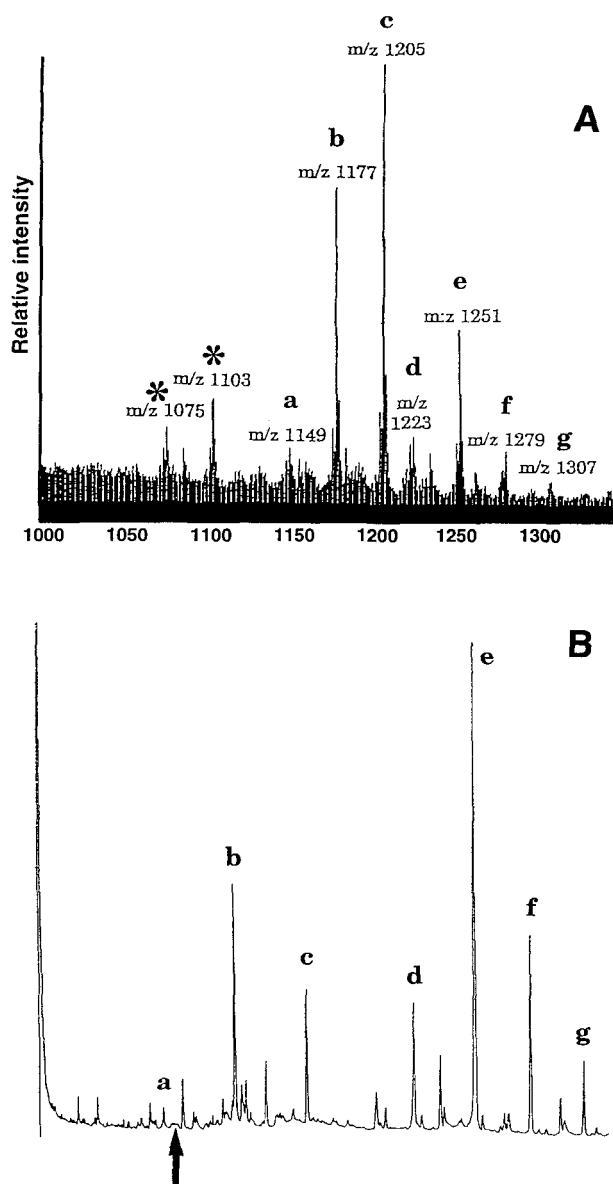 c
m/z 1205
A
b
m/z 1177
e
m:z 1251
*
m/z 1103
*
m/z 1075
a
m/z 1149
d
m/z
1223
f
m/z 1279
g
m/z 1307
Relative intensity
1000 1050 1100 1150 1200 1250 1300
B
e
b
f
c
d
g
a